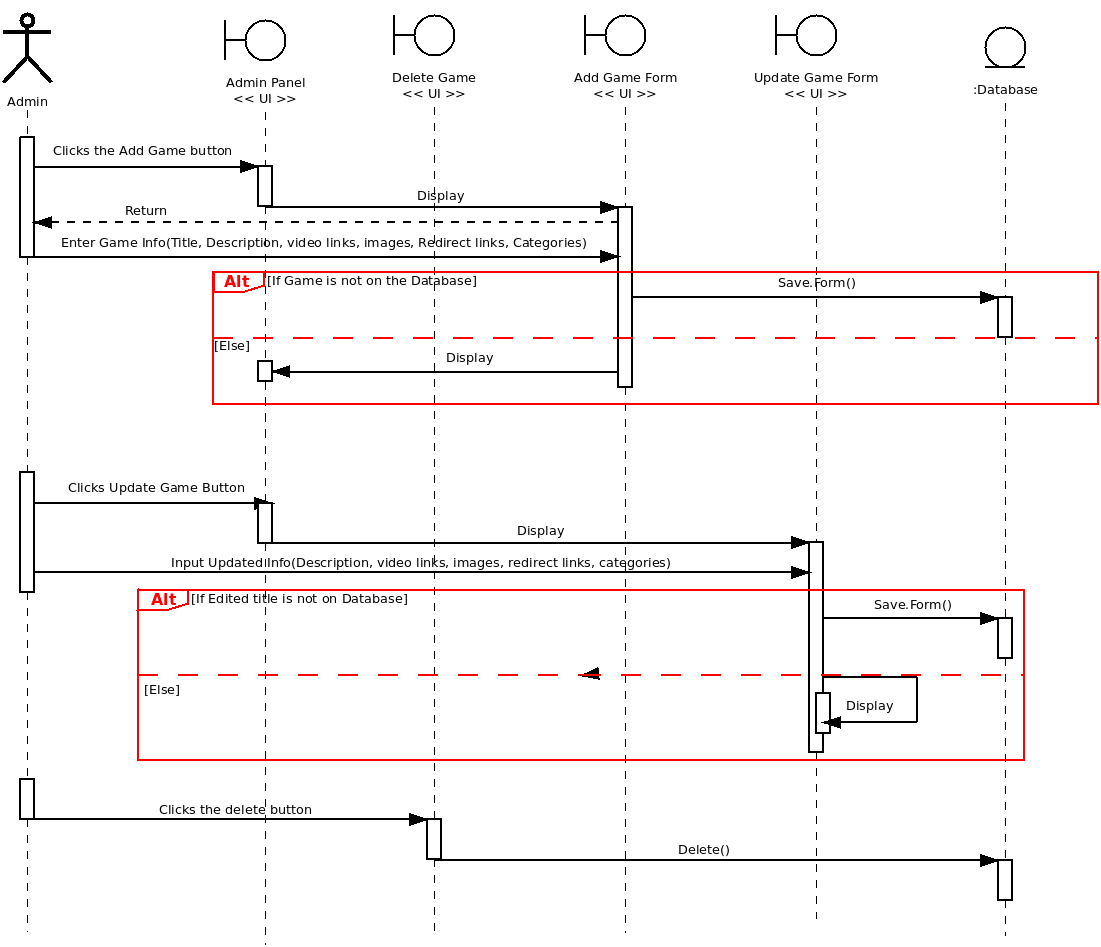 Admin
Admin Panel
<< UI >>
Delete Game
<< UI >>
Add Game Form
<< UI >>
Update Game Form
<< UI >>
:Database
Clicks the Add Game button
Display
Return
Enter Game Info(Title, Description, video links, images, Redirect links, Categories)
Alt
[If Game is not on the Database]
Save.Form()
[Else]
Display
Clicks Update Game Button
Display
Input UpdatedInfo(Description, video links, images, redirect links, categories)
Alt
[If Edited title is not on Database]
Save.Form()
[Else]
Display
Clicks the delete button
Delete()